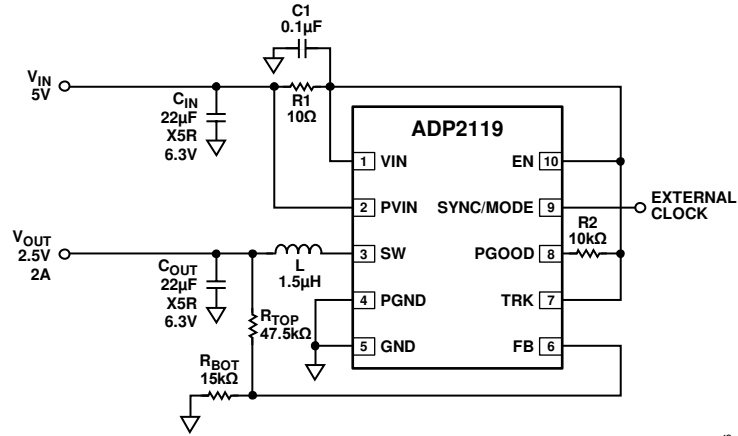 C1
0.1µF
VIN
5V
CIN
22µF
X5R
6.3V
R1
10Ω
ADP2119
1 VIN
EN 10
2 PVIN
SYNC/MODE 9
EXTERNAL
CLOCK
R2
10kΩ
VOUT
2.5V
2A
COUT
22µF
X5R
6.3V
L
1.5µH
3 SW
PGOOD 8
4 PGND
TRK 7
RTOP
47.5kΩ
5 GND
FB 6
RBOT
15kΩ